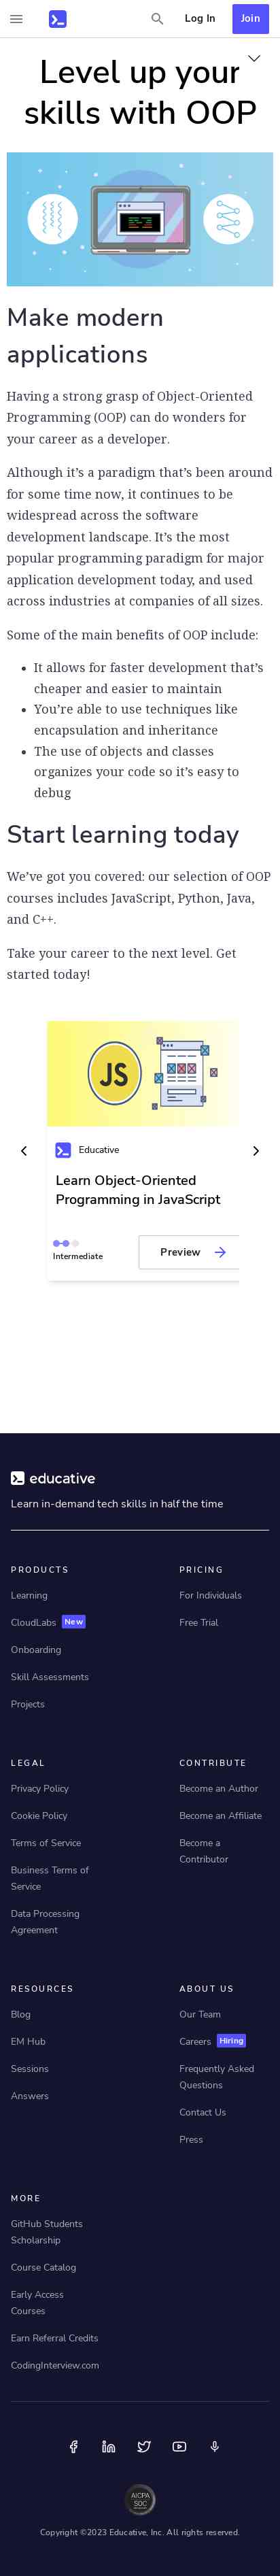 Log In
Join
Level up your
skills with OOP
Make modern
applications
Having a strong grasp of Object-Oriented
Programming (OOP) can do wonders for
your career as a developer.
Although it’s a paradigm that’s been around
for some time now, it continues to be
widespread across the software
development landscape. It’s the most
popular programming paradigm for major
application development today, and used
across industries at companies of all sizes.
Some of the main benefits of OOP include:
• It allows for faster development that’s
cheaper and easier to maintain
• You’re able to use techniques like
encapsulation and inheritance
• The use of objects and classes
organizes your code so it’s easy to
debug
Start learning today
We’ve got you covered: our selection of OOP
courses includes JavaScript, Python, Java,
and C++.
Take your career to the next level. Get
started today!
JS
Educative
Learn Object-Oriented
Programming in JavaScript
Intermediate
Preview
educative
Learn in-demand tech skills in half the time
PRODUCTS
Learning
CloudLabs New
Onboarding
Skill Assessments
Projects
PRICING
For Individuals
Free Trial
LEGAL
Privacy Policy
Cookie Policy
Terms of Service
Business Terms of
Service
Data Processing
Agreement
CONTRIBUTE
Become an Author
Become an Affiliate
Become a
Contributor
RESOURCES
Blog
EM Hub
Sessions
Answers
ABOUT US
Our Team
Careers Hiring
Frequently Asked
Questions
Contact Us
Press
MORE
GitHub Students
Scholarship
Course Catalog
Early Access
Courses
Earn Referral Credits
CodingInterview.com
AICPA
SOC
Copyright ©2023 Educative, Inc. All rights reserved.